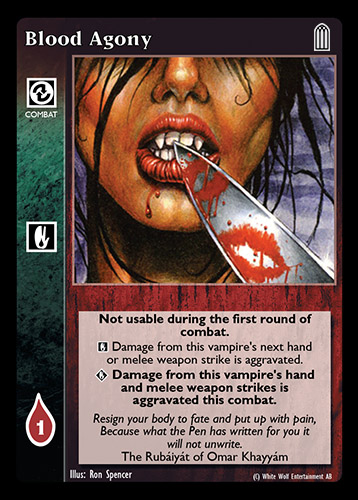 Blood Agony
COMBAT
Not usable during the first round of
combat.
Damage from this vampire's next hand
or melee weapon strike is aggravated.
Damage from this vampire's hand
and melee weapon strikes is
aggravated this combat.
Resign your body to fate and put up with pain,
Because what the Pen has written for you it
will not unwrite.
The Rubáiyát of Omar Khayyám
1
Illus: Ron Spencer
(C) White Wolf Entertainment AB